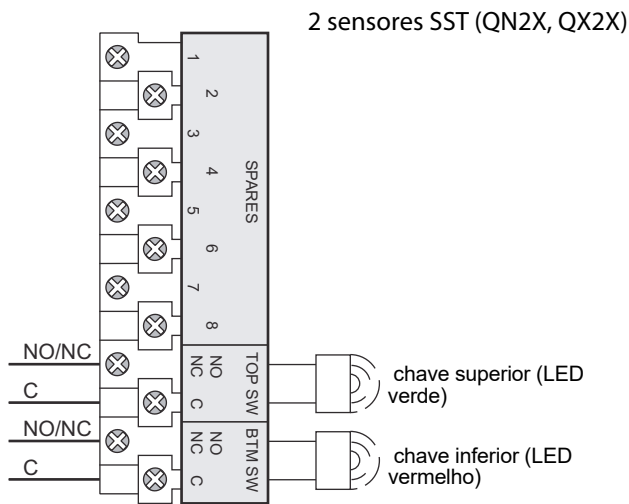 2 sensores SST (QN2X, QX2X)
1
2
3
4
5
6
7
8
SPARES
NO/NC
C
NO/NC
C
NO
NC
C
TOP SW
NO
NC
C
BTM SW
chave superior (LED
verde)
chave inferior (LED
vermelho)